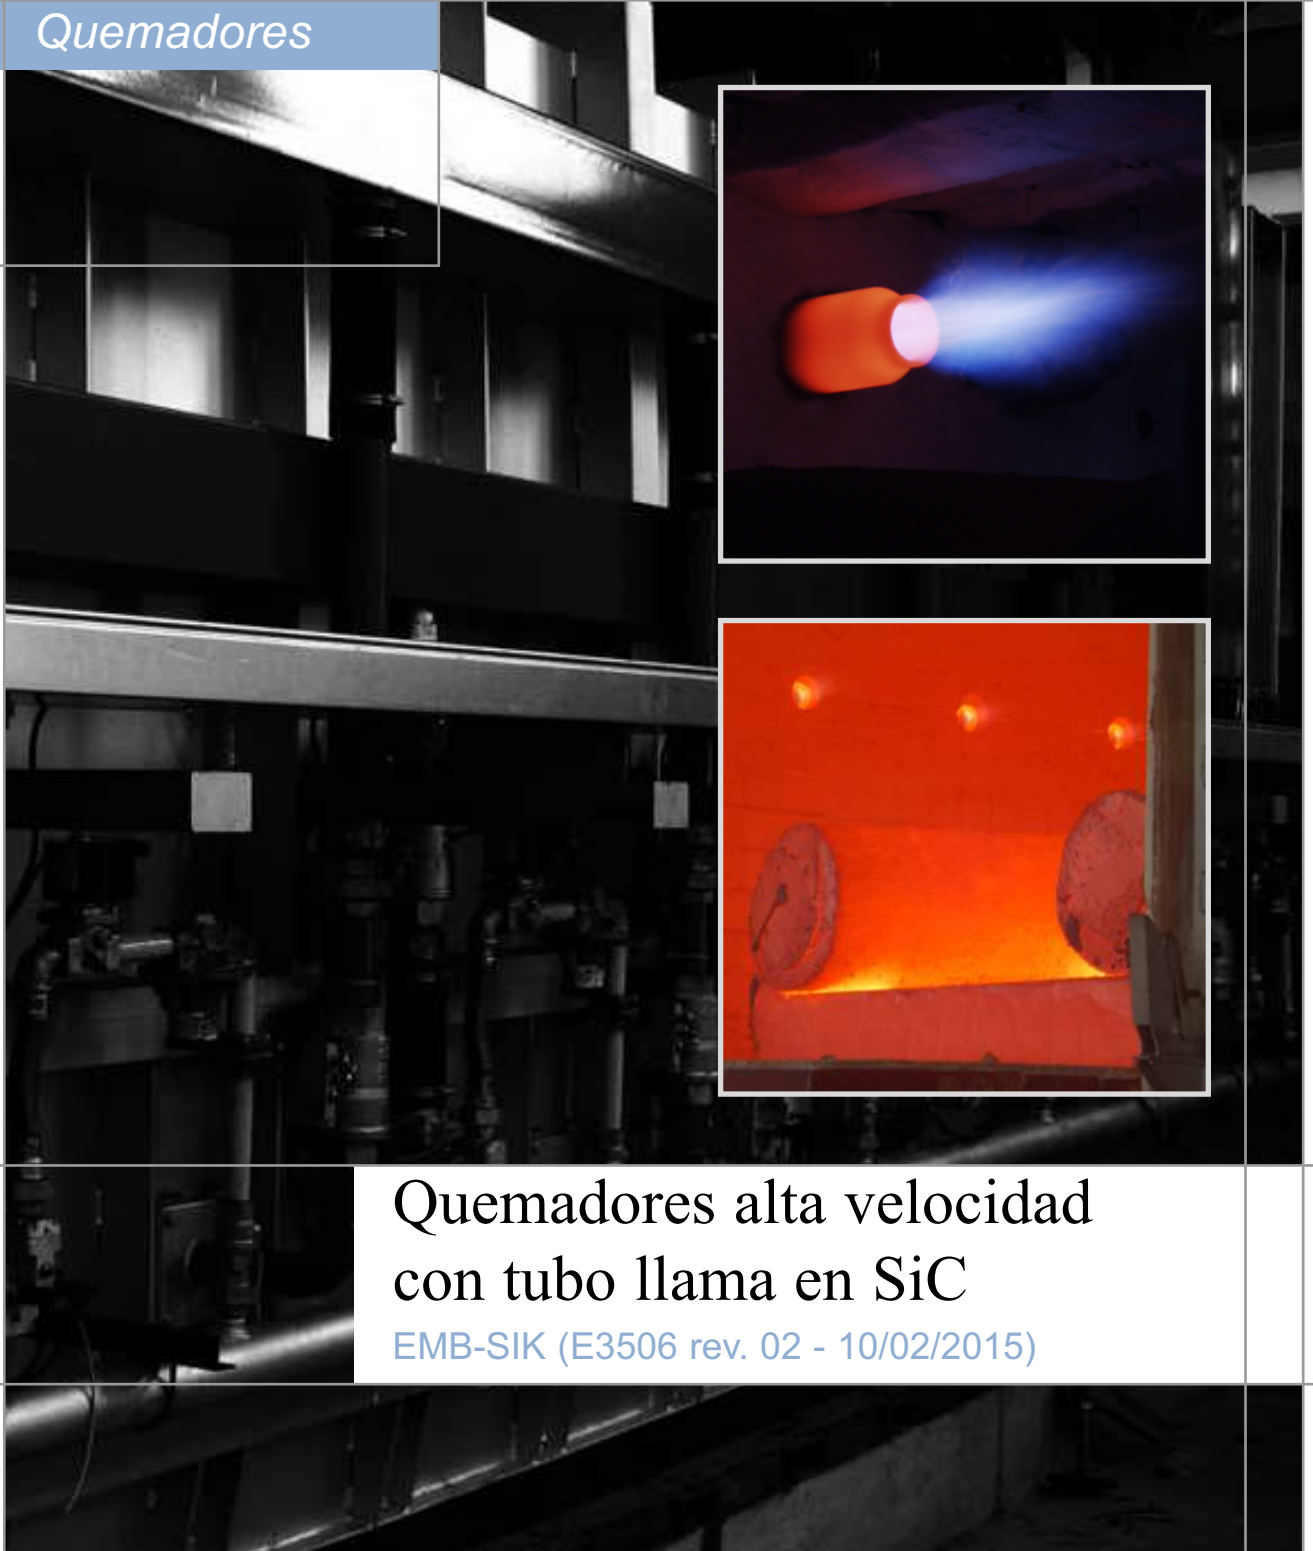 Quemadores
Quemadores alta velocidad
con tubo llama en SiC
EMB-SIK (E3506 rev. 02 - 10/02/2015)